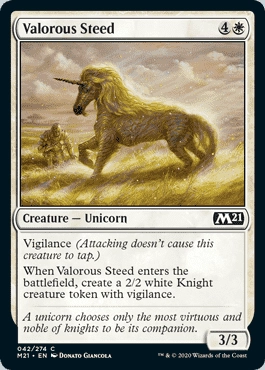 Valorous Steed 4
Creature — Unicorn M21
Vigilance (Attacking doesn't cause this
creature to tap.)
When Valorous Steed enters the
battlefield, create a 2/2 white Knight
creature token with vigilance.
A unicorn chooses only the most virtuous and
noble of knights to be its companion.
3/3
042/274 C
M21 • EN DONATO GIANCOLA ™ & © 2020 Wizards of the Coast